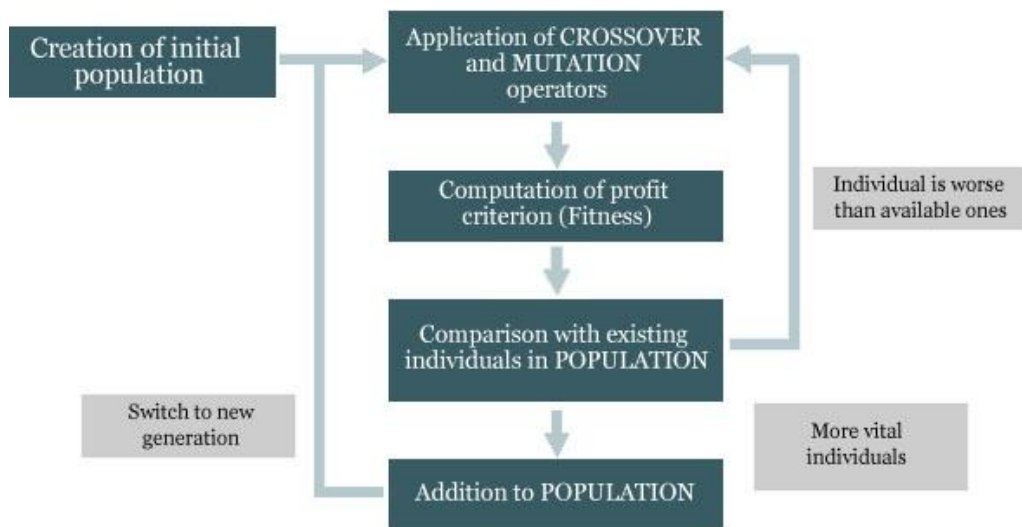 Creation of initial
population
Application of CROSSOVER
and MUTATION
operators
Computation of profit
criterion (Fitness)
Individual is worse
than available ones
Comparison with existing
individuals in POPULATION
Switch to new
generation
More vital
individuals
Addition to POPULATION